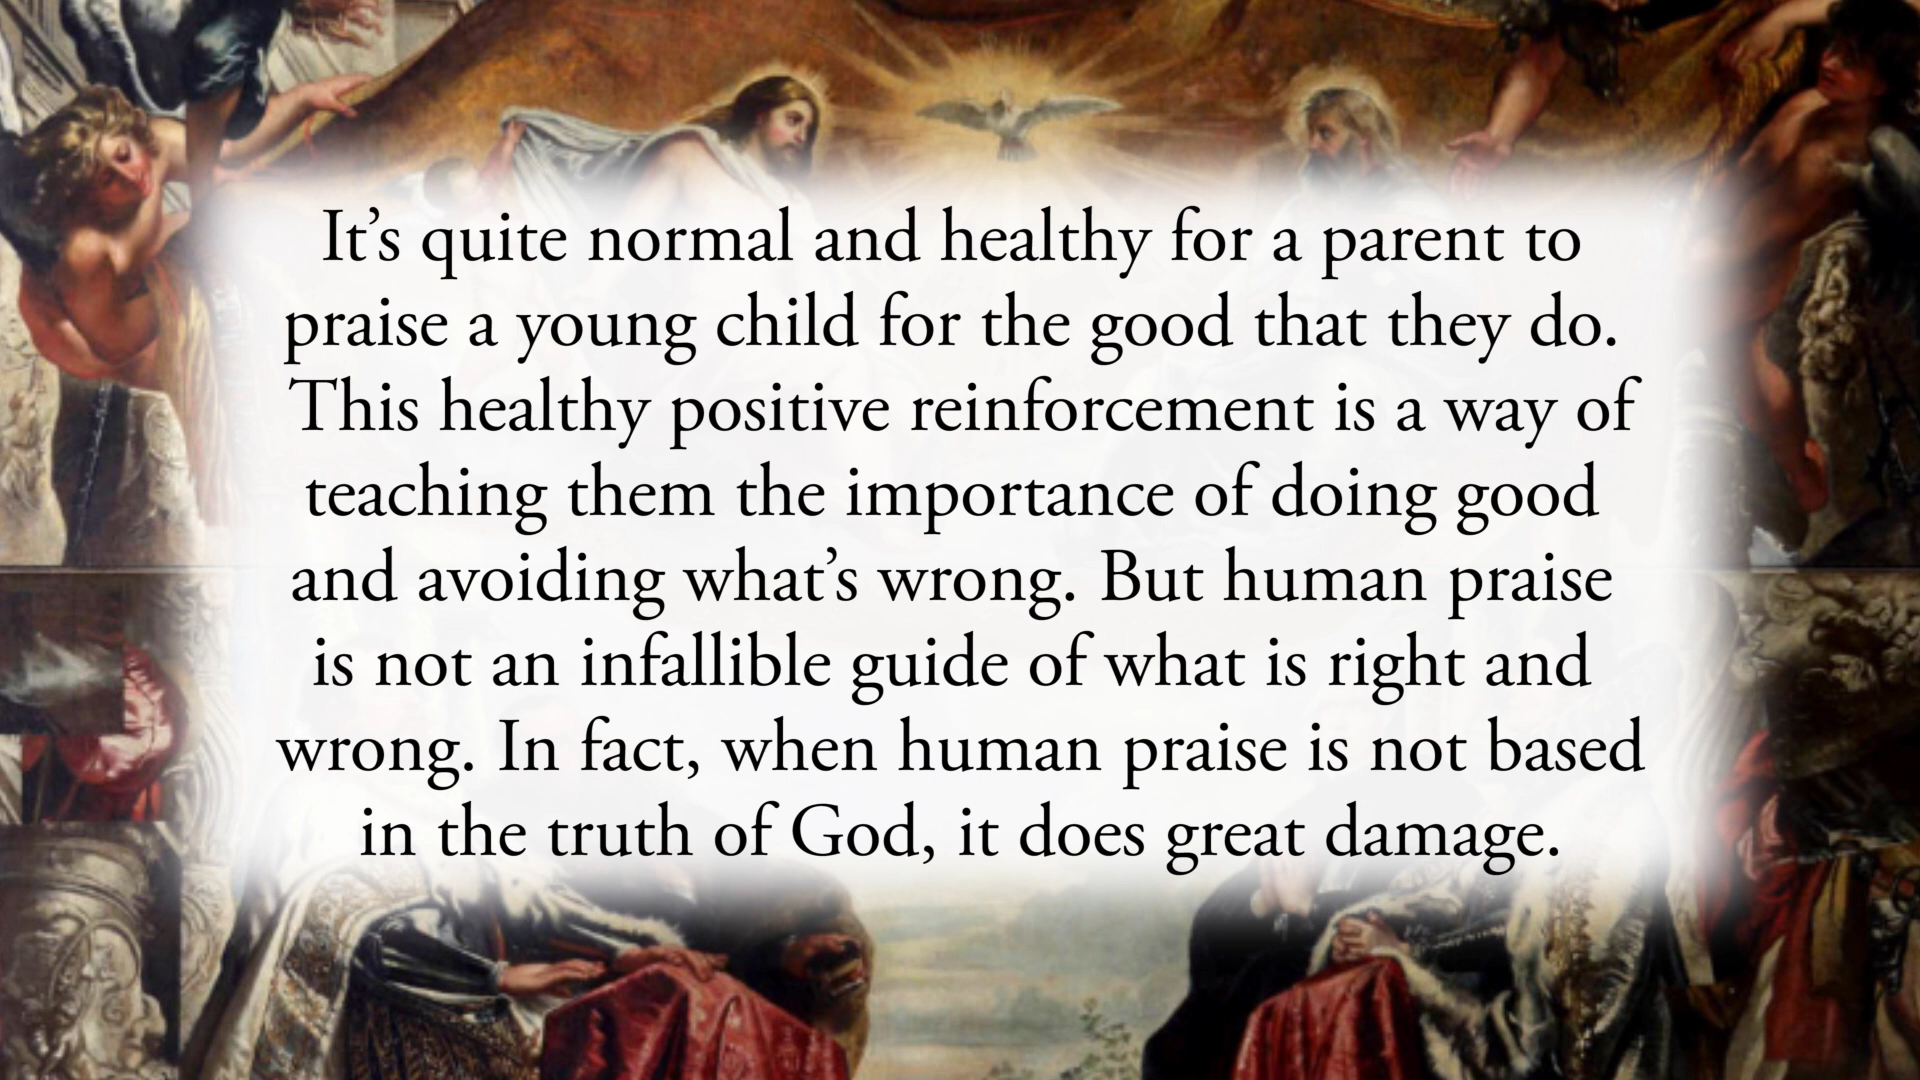 It’s quite normal and healthy for a parent to
praise a young child for the good that they do.
This healthy positive reinforcement is a way of
teaching them the importance of doing good
and avoiding what’s wrong. But human praise
is not an infallible guide of what is right and
wrong. In fact, when human praise is not based
in the truth of God, it does great damage.